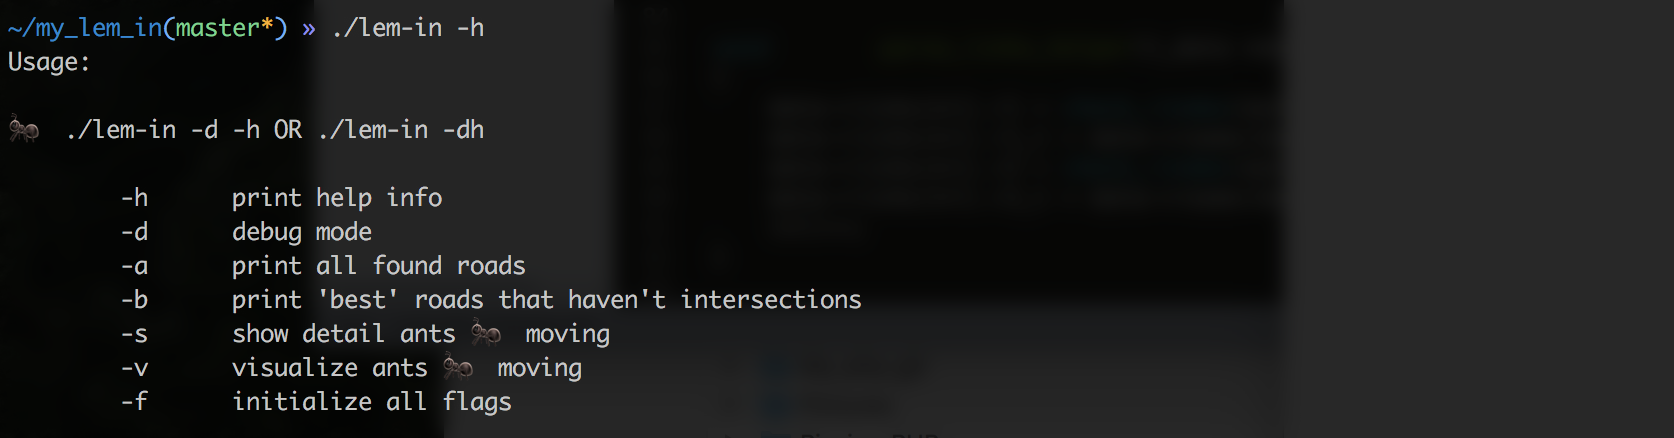 ~/my_lem_in(master*) » ./lem-in -h
Usage:
🐜 ./lem-in -d -h OR ./lem-in -dh
-h print help info
-d debug mode
-a print all found roads
-b print 'best' roads that haven't intersections
-s show detail ants 🐜 moving
-v visualize ants 🐜 moving
-f initialize all flags